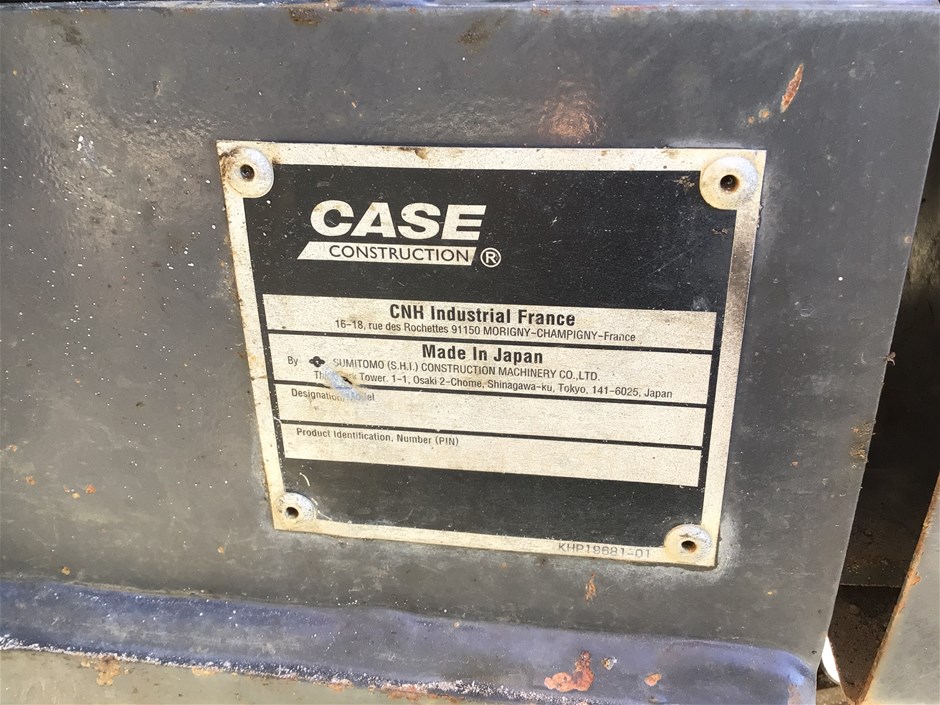 CASE
CONSTRUCTION ®
CNH Industrial France
16-18, rue des Rochettes 91150 MORIGNY-CHAMPIGNY-France
Made In Japan
By SUMITOMO (S.H.I.) CONSTRUCTION MACHINERY CO.,LTD.
Tower. 1-1, Osaki 2-Chome, Shinagawa-ku, Tokyo, 141-6025, Japan
Designation/Model
Product Identification, Number (PIN)
KHP19681-01